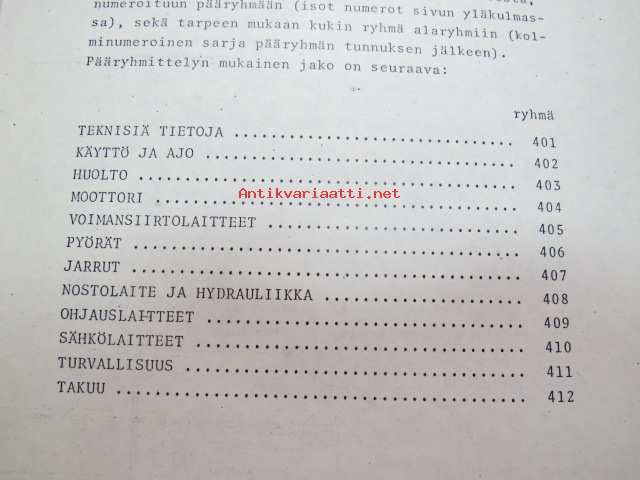 numeroituun pääryhmään (isot numerot sivun yläkulmas-
sa), sekä tarpeen mukaan kukin ryhmä alaryhmiin (kol-
minumeroinen sarja pääryhmän tunnuksen jälkeen).
Pääryhmittelyn mukainen jako on seuraava:
ryhmä
TEKNISIÄ TIETOJA ............................. 401
KÄYTTÖ JA AJO ................................ 402
HUOLTO ....................................... 403
Antikvariaatti.net
MOOTTORI ..................................... 404
VOIMANSIIRTOLAITTEET ......................... 405
PYÖRÄT ....................................... 406
JARRUT ....................................... 407
NOSTOLAITE JA HYDRAULIIKKA ................... 408
OHJAUSLAITTEET ............................... 409
SÄHKÖLAITTEET ................................ 410
TURVALLISUUS ................................. 411
TAKUU ........................................ 412